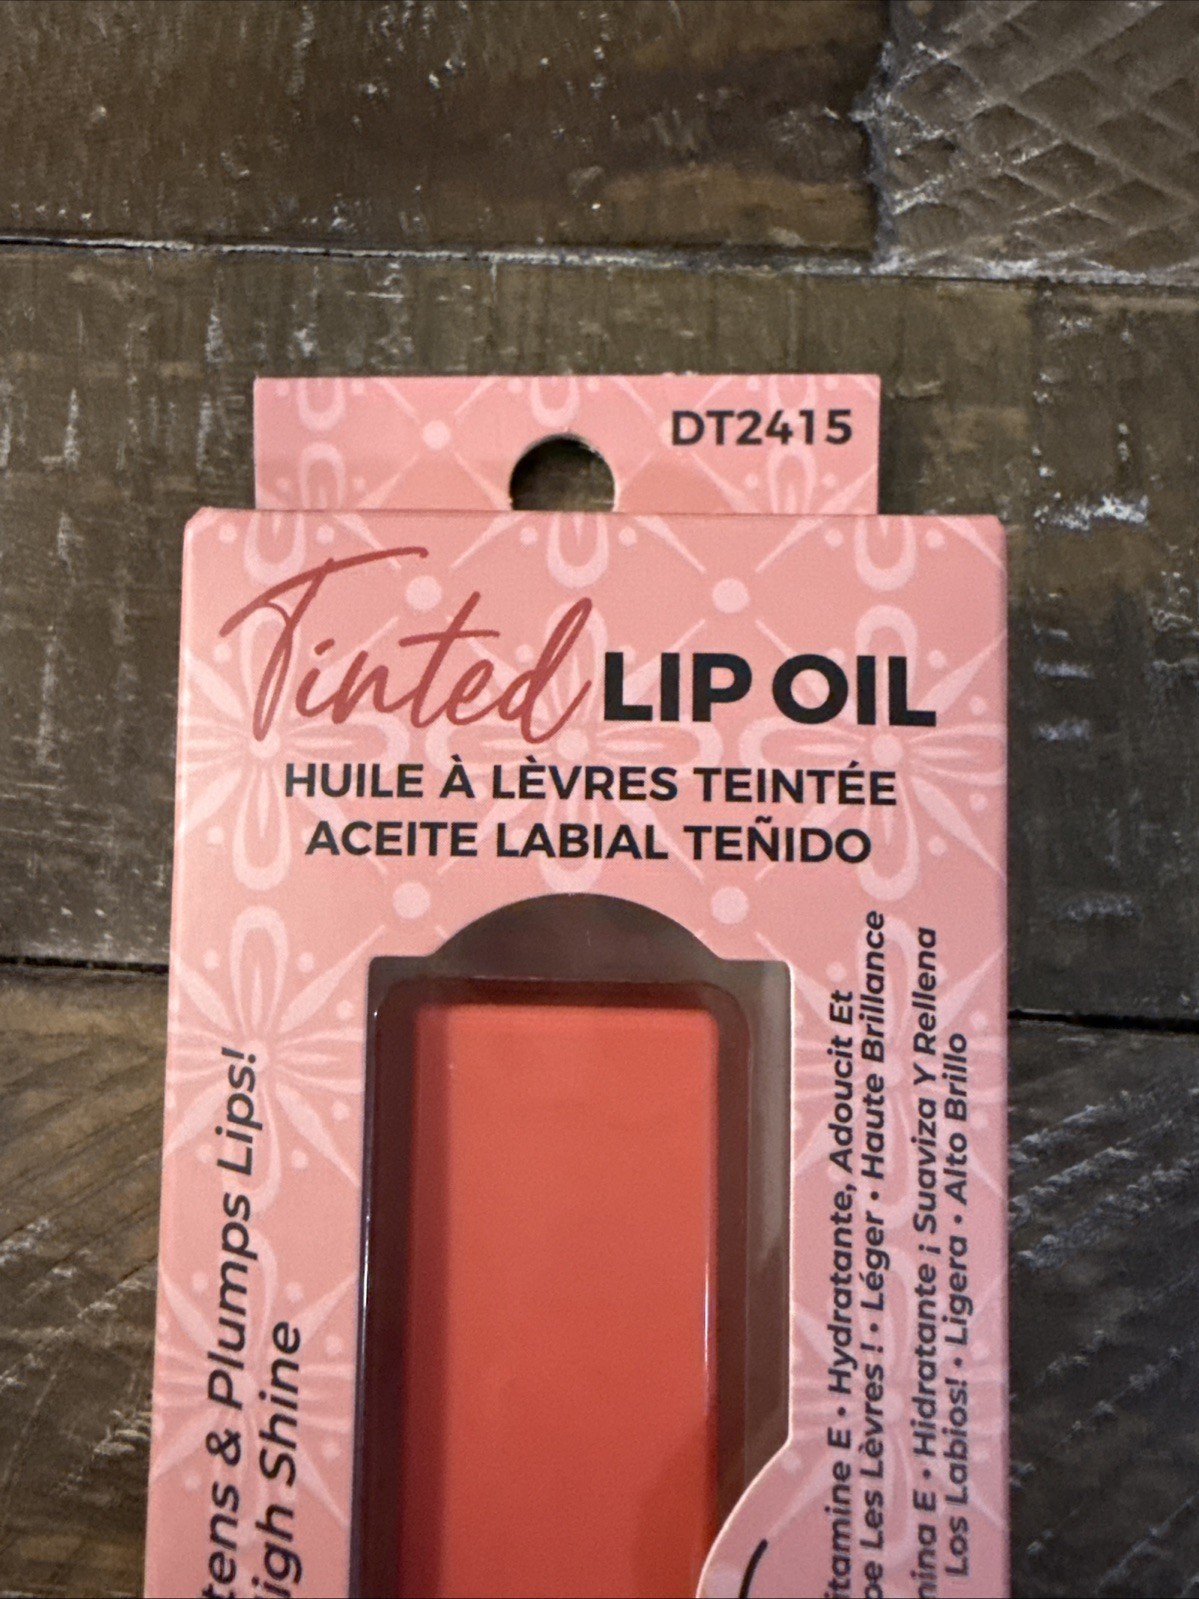 DT2415
Tinted LIP OIL
HUILE À LÈVRES TEINTÉE
ACEITE LABIAL TEÑIDO
& Plumps Lips!
Shine
E • Hydratante, Adoucit Et
Les Lèvres ! • Léger • Haute Brillance
E • Hidratante ¡ Suaviza Y Rellena
Los Labios! • Ligera • Alto Brillo